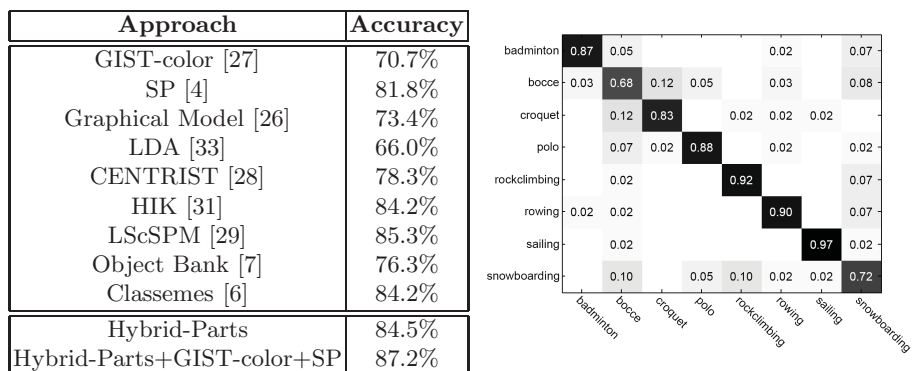 Approach Accuracy
GIST-color [27] 70.7%
SP [4] 81.8%
Graphical Model [26] 73.4%
LDA [33] 66.0%
CENTRIST [28] 78.3%
HIK [31] 84.2%
LScSPM [29] 85.3%
Object Bank [7] 76.3%
Classemes [6] 84.2%
Hybrid-Parts 84.5%
Hybrid-Parts+GIST-color+SP 87.2%
badminton 0.87 0.05 0.02 0.07
bocce 0.03 0.68 0.12 0.05 0.03 0.08
croquet 0.12 0.83 0.02 0.02 0.02
polo 0.07 0.02 0.88 0.02 0.02
rockclimbing 0.02 0.92 0.07
rowing 0.02 0.02 0.90 0.07
sailing 0.02 0.97 0.02
snowboarding 0.10 0.05 0.10 0.02 0.02 0.72
badminton bocce croquet polo rockclimbing rowing sailing snowboarding